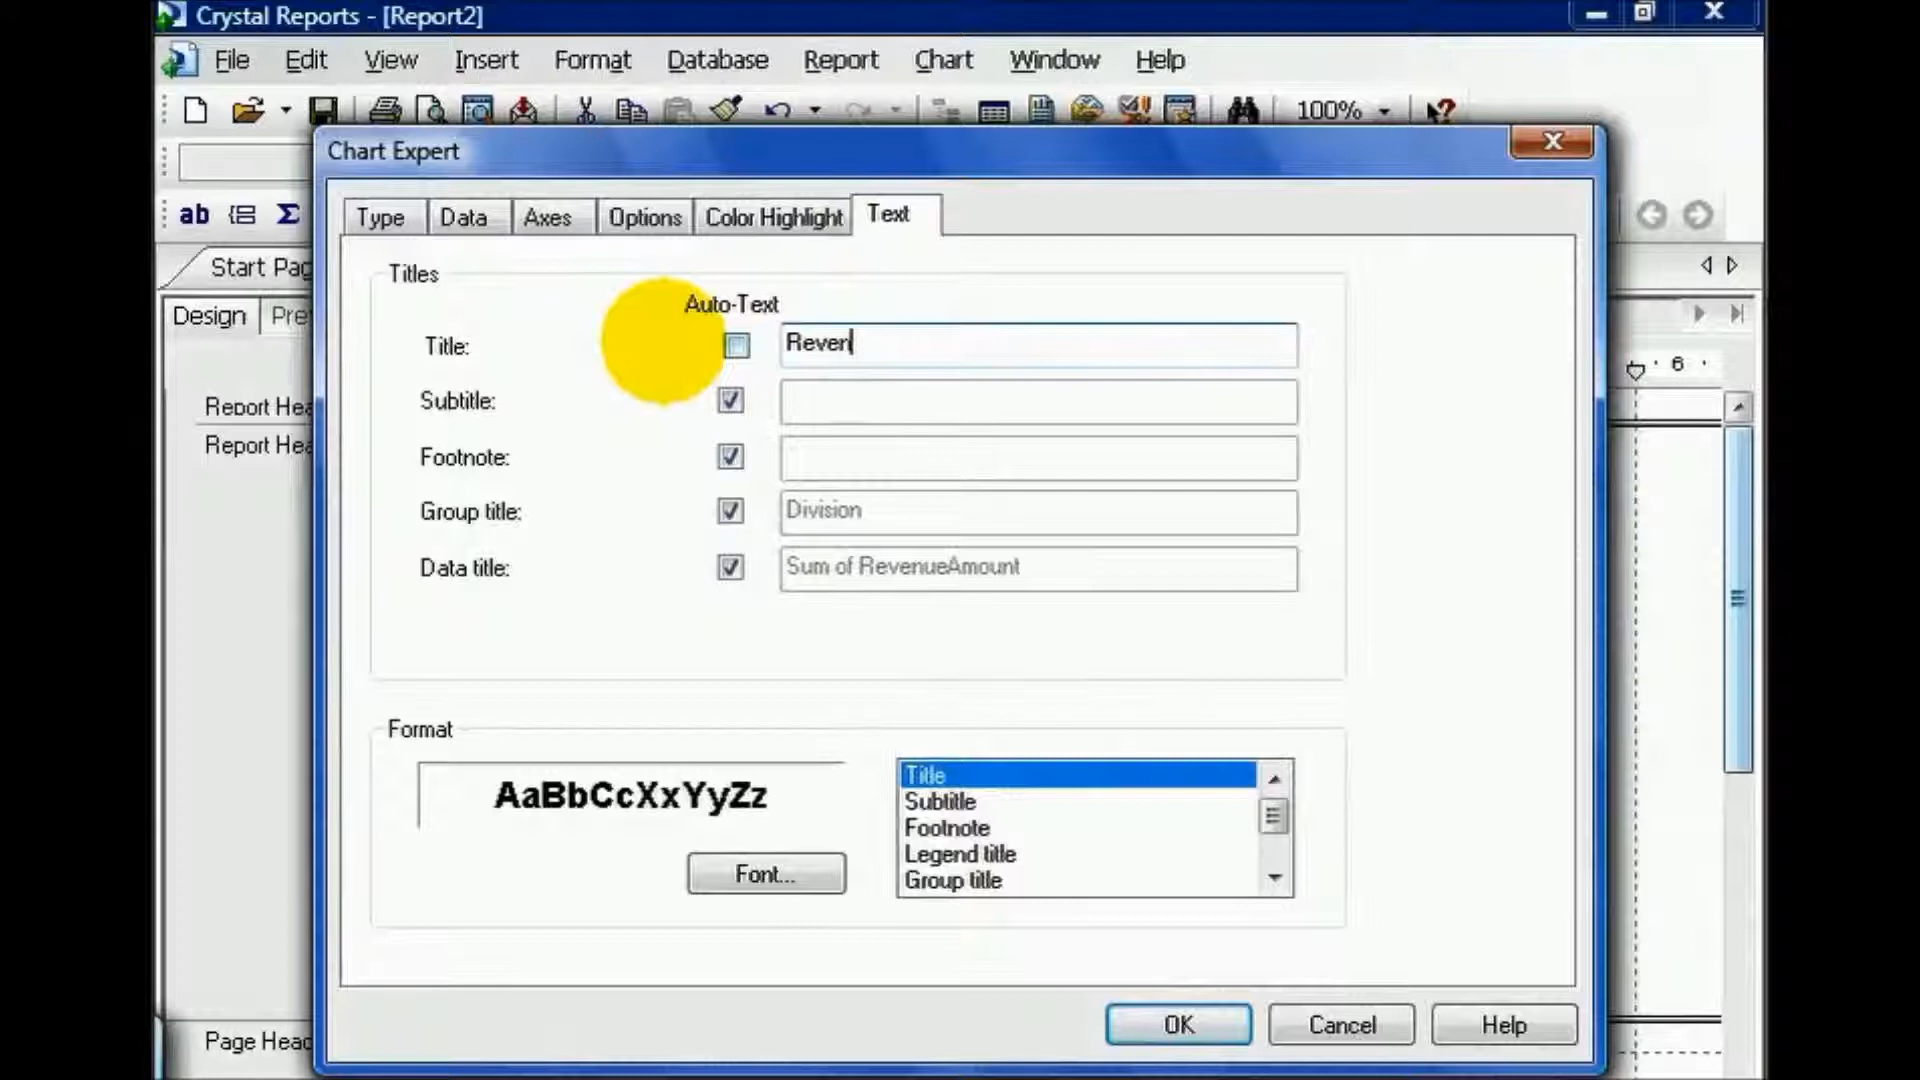 Crystal Reports - [Report2]
File Edit View Insert Format Database Report Chart Window Help
100%
Chart Expert
ab Σ
Type Data Axes Options Color Highlight Text
Start Pag
Titles
Design Pre
Auto-Text
Title: Reven
6
Subtitle:
Report Hea
Report Hea
Footnote:
Group title: Division
Data title: Sum of RevenueAmount
Format
AaBbCcXxYyZz
Title
Subtitle
Footnote
Legend title
Group title
Font...
OK Cancel Help
Page Head